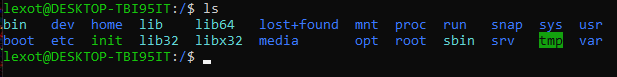 lexot@DESKTOP-TBI95IT:/$ ls
bin   dev  home  lib    lib64   lost+found  mnt  proc  run   snap  sys  usr
boot  etc  init  lib32  libx32  media       opt  root  sbin  srv   tmp  var
lexot@DESKTOP-TBI95IT:/$